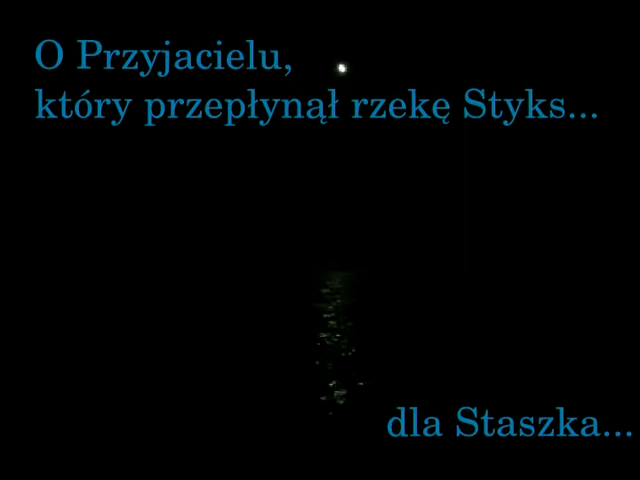 O Przyjacielu,
który przepłynął rzekę Styks...
dla Staszka...